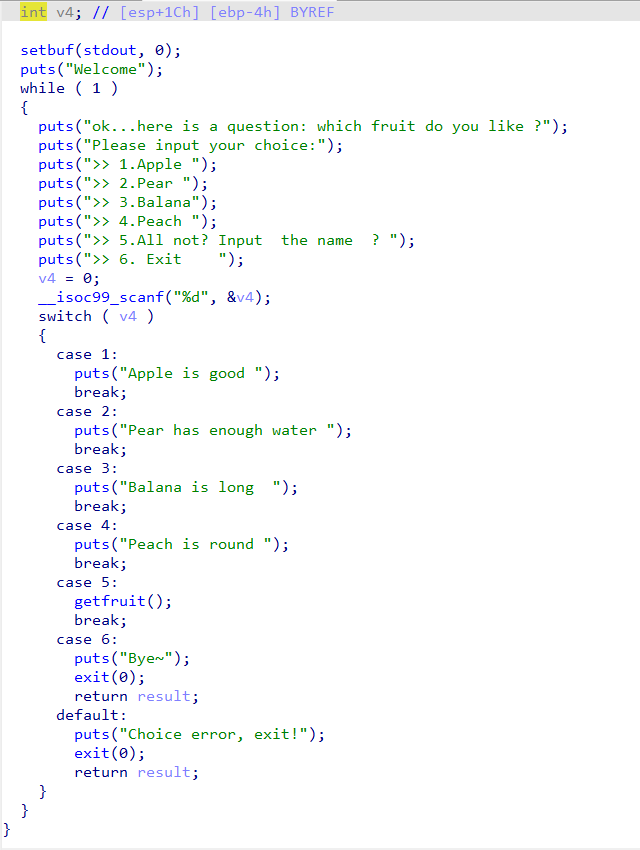 int v4; // [esp+1Ch] [ebp-4h] BYREF
setbuf(stdout, 0);
puts("Welcome");
while ( 1 )
{
puts("ok...here is a question: which fruit do you like ?");
puts("Please input your choice:");
puts(">> 1.Apple ");
puts(">> 2.Pear ");
puts(">> 3.Balana");
puts(">> 4.Peach ");
puts(">> 5.All not? Input  the name  ? ");
puts(">> 6. Exit    ");
v4 = 0;
__isoc99_scanf("%d", &v4);
switch ( v4 )
{
case 1:
puts("Apple is good ");
break;
case 2:
puts("Pear has enough water ");
break;
case 3:
puts("Balana is long  ");
break;
case 4:
puts("Peach is round ");
break;
case 5:
getfruit();
break;
case 6:
puts("Bye~");
exit(0);
return result;
default:
puts("Choice error, exit!");
exit(0);
return result;
}
}
}